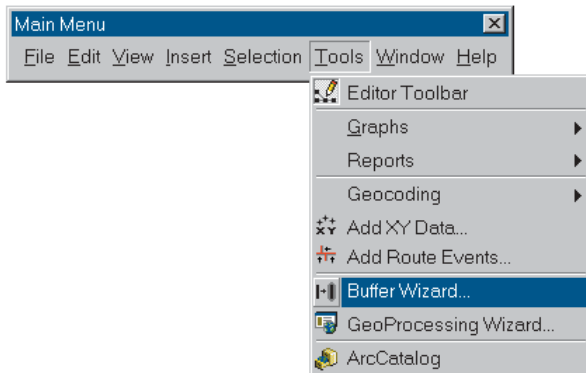 Main Menu
File Edit View Insert Selection Tools Window Help
Editor Toolbar
Graphs
Reports
Geocoding
Add XY Data...
Add Route Events...
Buffer Wizard...
GeoProcessing Wizard...
ArcCatalog